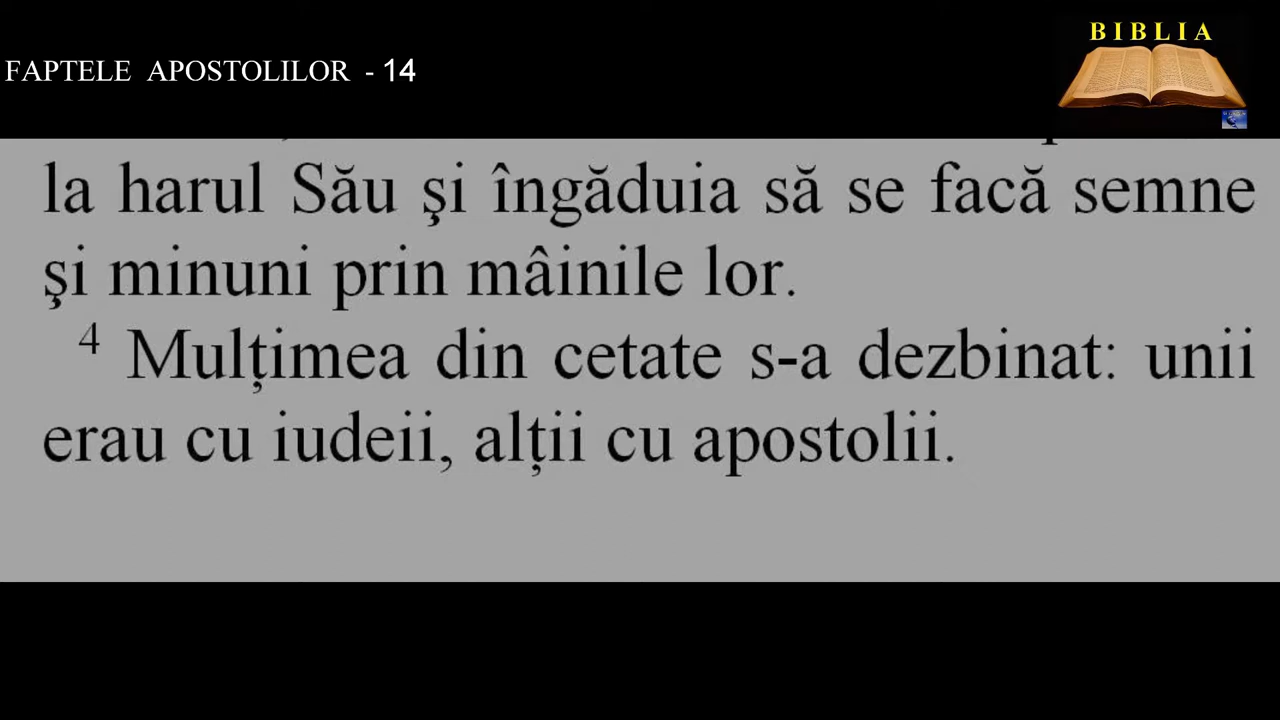 BIBLIA
FAPTELE APOSTOLILOR - 14
la harul Său şi îngăduia să se facă semne
şi minuni prin mâinile lor.
4 Mulțimea din cetate s-a dezbinat: unii
erau cu iudeii, alții cu apostolii.